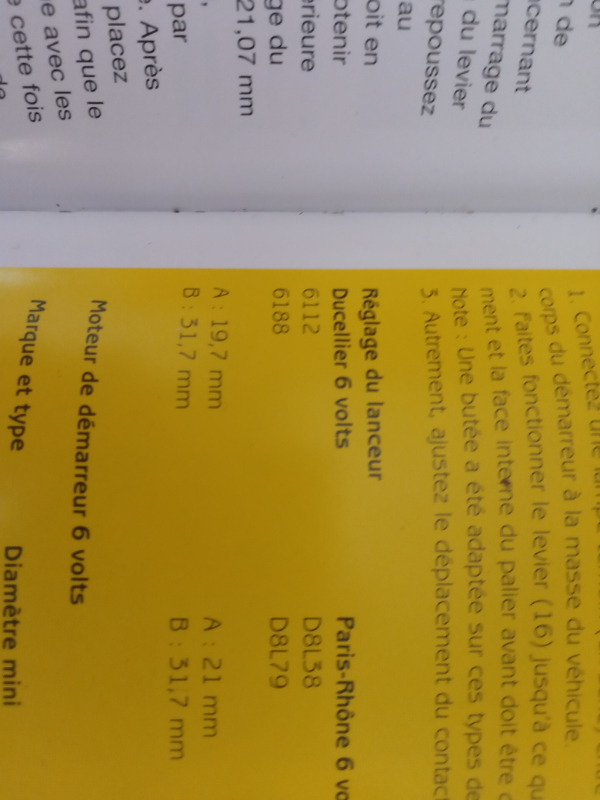 de
cernant
marrage du
du levier
repoussez
au
oit en
btenir
érieure
ge du
21,07 mm
par
. Après
placez
afin que le
e avec les
cette fois
1. Connectez une
corps du démarreur à la masse du véhicule.
2. Faites fonctionner le levier (16) jusqu'à ce qu
ment et la face interne du palier avant doit être
Note : Une butée a été adaptée sur ces types de
3. Autrement, ajustez le déplacement du contact
Réglage du lanceur
Ducellier 6 volts Paris-Rhône 6 vo
6112 D8L38
6188 D8L79
A : 19,7 mm A : 21 mm
B : 31,7 mm B : 31,7 mm
Moteur de démarreur 6 volts
Marque et type Diamètre mini